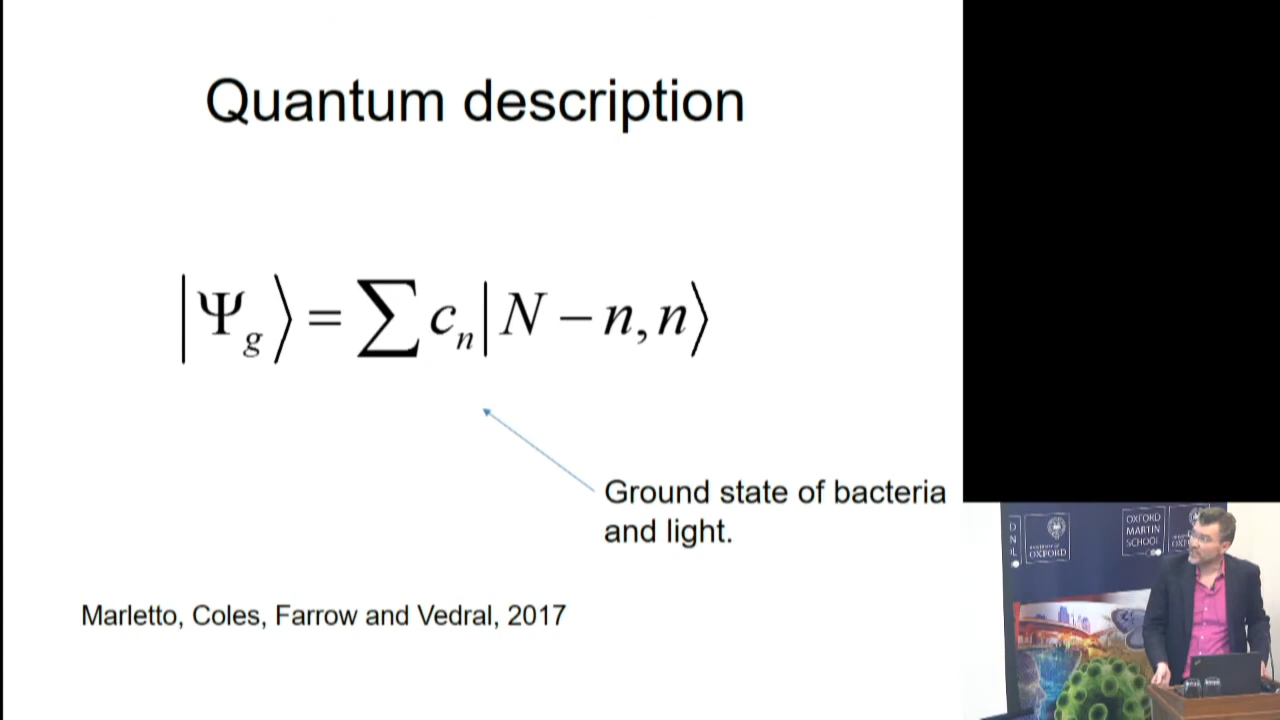 Quantum description
|Ψ_g⟩ = ∑ c_n |N − n, n⟩
Ground state of bacteria
and light.
Marletto, Coles, Farrow and Vedral, 2017
OXFORD
OXFORD
MARTIN
SCHOOL